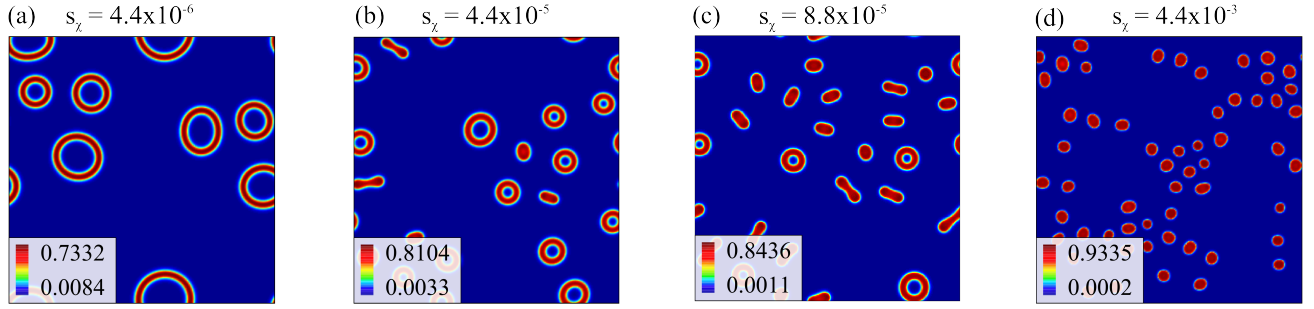 (a) s_χ = 4.4x10⁻⁶
(b) s_χ = 4.4x10⁻⁵
(c) s_χ = 8.8x10⁻⁵
(d) s_χ = 4.4x10⁻³
0.7332
0.0084
0.8104
0.0033
0.8436
0.0011
0.9335
0.0002